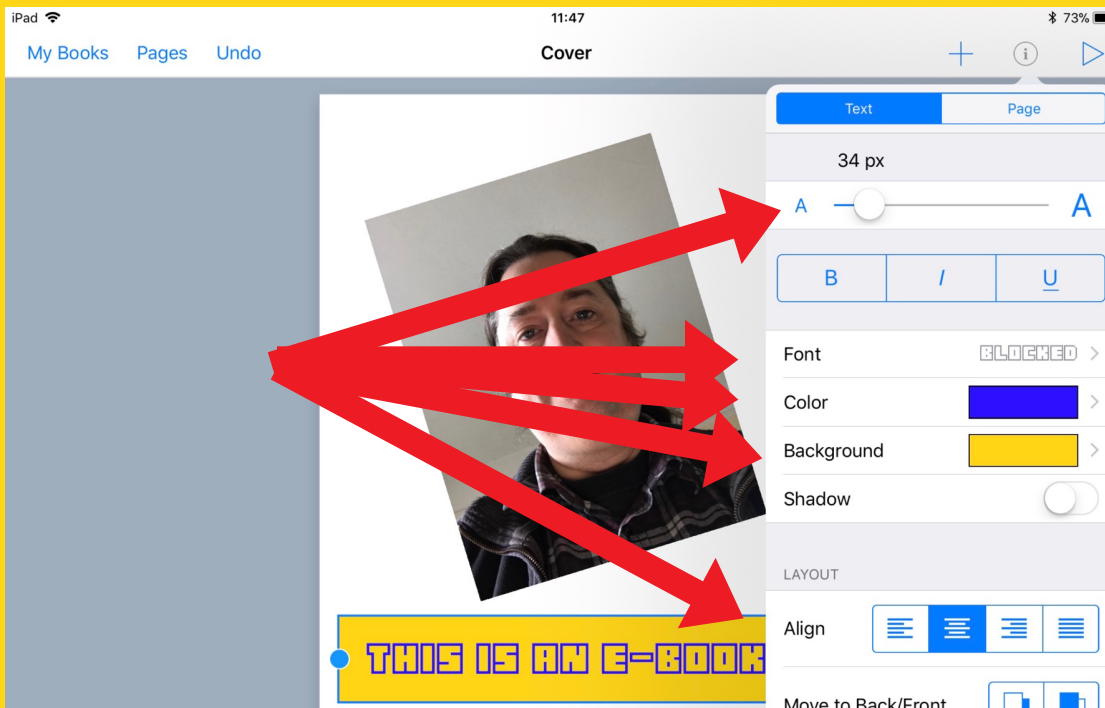 iPad 11:47 73%
My Books Pages Undo Cover
Text Page
34 px
A A
B I U
Font BLOCKED
Color
Background
Shadow
LAYOUT
Align
THIS IS AN E-BOOK
Move to Back/Front